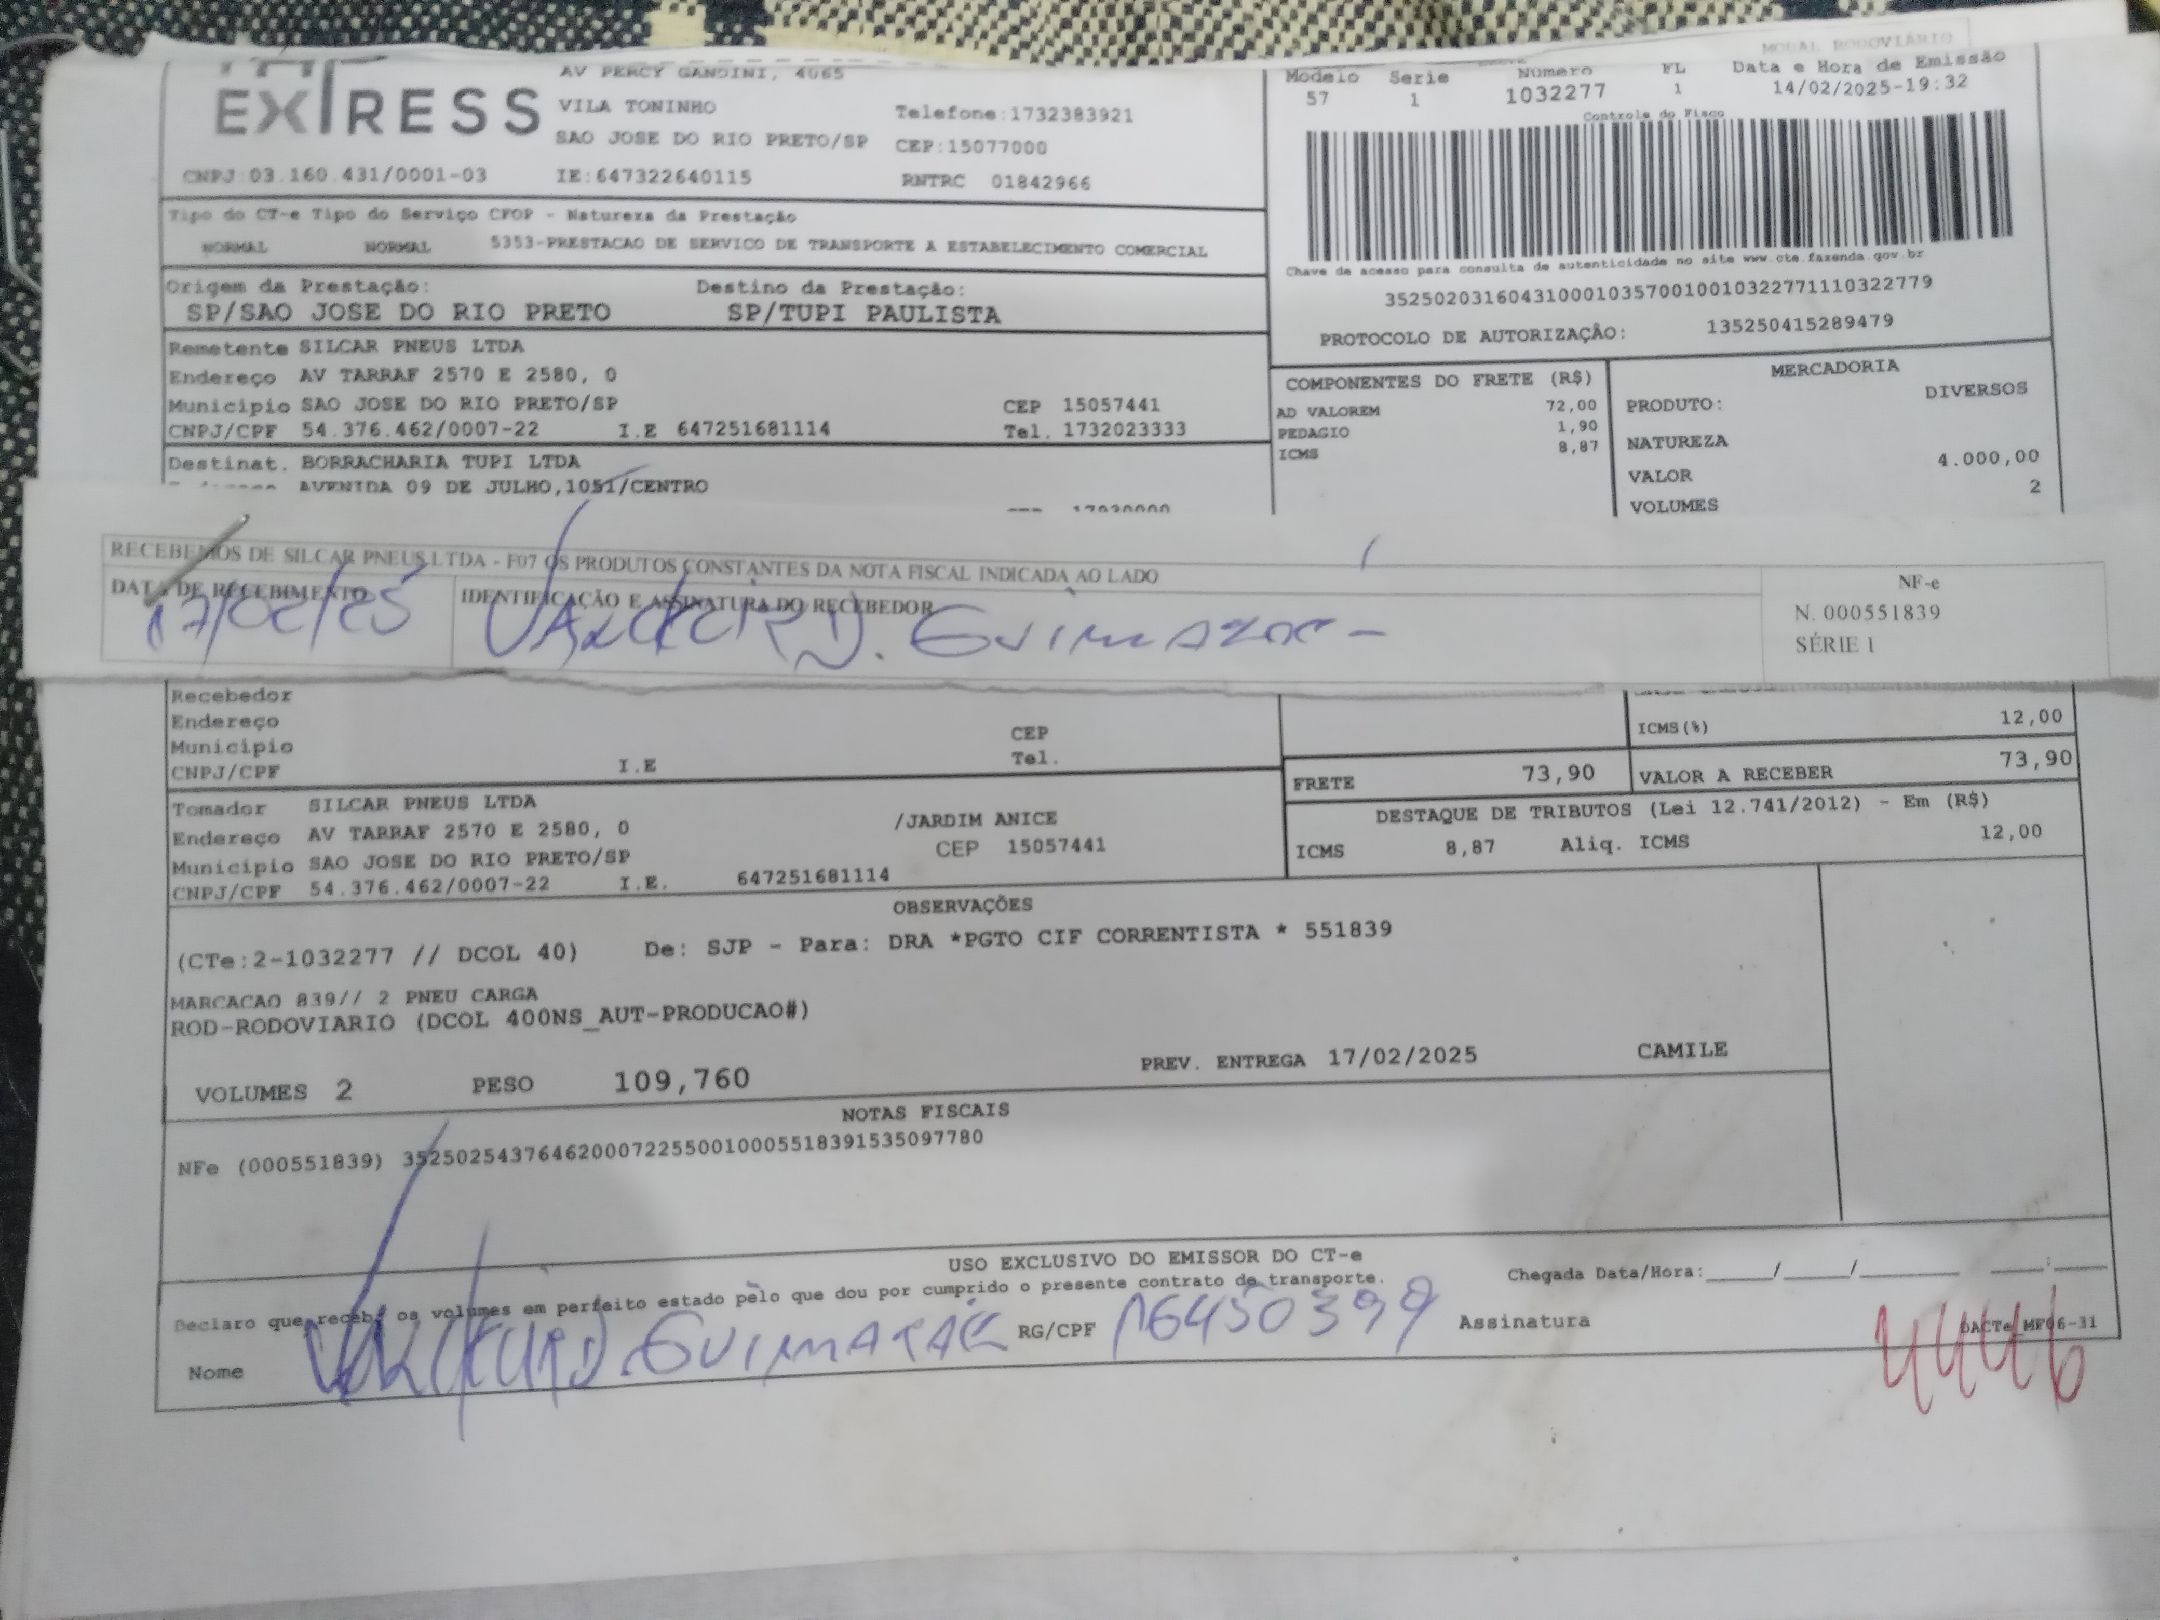 EXPRESS
AV PERCY GANDINI, 4065
VILA TONINHO
Telefone:1732383921
SAO JOSE DO RIO PRETO/SP
CEP:15077000
CNPJ:03.160.431/0001-03
IE:647322640115
RNTRC 01842966
MODAL RODOVIÁRIO
Modelo Serie Numero FL Data e Hora de Emissão
57 1 1032277 1 14/02/2025-19:32
Controle do Fisco
Chave de acesso para consulta de autenticidade no site www.cte.fazenda.gov.br
35250203160431000103570010010322771110322779
PROTOCOLO DE AUTORIZAÇÃO: 135250415289479
Tipo do CT-e Tipo do Serviço CFOP - Natureza da Prestação
NORMAL NORMAL 5353-PRESTACAO DE SERVICO DE TRANSPORTE A ESTABELECIMENTO COMERCIAL
Origem da Prestação: Destino da Prestação:
SP/SAO JOSE DO RIO PRETO SP/TUPI PAULISTA
Remetente SILCAR PNEUS LTDA
Endereço AV TARRAF 2570 E 2580, 0
Municipio SAO JOSE DO RIO PRETO/SP CEP 15057441
CNPJ/CPF 54.376.462/0007-22 I.E 647251681114 Tel. 1732023333
Destinat. BORRACHARIA TUPI LTDA
AVENIDA 09 DE JULHO,1051/CENTRO
COMPONENTES DO FRETE (R$)
AD VALOREM 72,00
PEDAGIO 1,90
ICMS 8,87
MERCADORIA
PRODUTO: DIVERSOS
NATUREZA
VALOR 4.000,00
VOLUMES 2
RECEBEMOS DE SILCAR PNEUS LTDA - F07 OS PRODUTOS CONSTANTES DA NOTA FISCAL INDICADA AO LADO
DATA DE RECEBIMENTO
17/02/25
IDENTIFICAÇÃO E ASSINATURA DO RECEBEDOR
NF-e
N. 000551839
SÉRIE 1
Recebedor
Endereço
Municipio CEP
CNPJ/CPF I.E Tel.
ICMS(%) 12,00
FRETE 73,90 VALOR A RECEBER 73,90
Tomador SILCAR PNEUS LTDA
Endereço AV TARRAF 2570 E 2580, 0 /JARDIM ANICE
Municipio SAO JOSE DO RIO PRETO/SP CEP 15057441
CNPJ/CPF 54.376.462/0007-22 I.E. 647251681114
DESTAQUE DE TRIBUTOS (Lei 12.741/2012) - Em (R$)
ICMS 8,87 Aliq. ICMS 12,00
OBSERVAÇÕES
(CTe:2-1032277 // DCOL 40) De: SJP - Para: DRA *PGTO CIF CORRENTISTA * 551839
MARCACAO 839// 2 PNEU CARGA
ROD-RODOVIARIO (DCOL 400NS_AUT-PRODUCAO#)
VOLUMES 2 PESO 109,760 PREV. ENTREGA 17/02/2025 CAMILE
NOTAS FISCAIS
NFe (000551839) 35250254376462000722550010005518391535097780
USO EXCLUSIVO DO EMISSOR DO CT-e
Declaro que recebi os volumes em perfeito estado pelo que dou por cumprido o presente contrato de transporte.
Chegada Data/Hora:_____/_____/_______ ____:____
Nome RG/CPF 16450399 Assinatura
DACTe MF06-31
4446